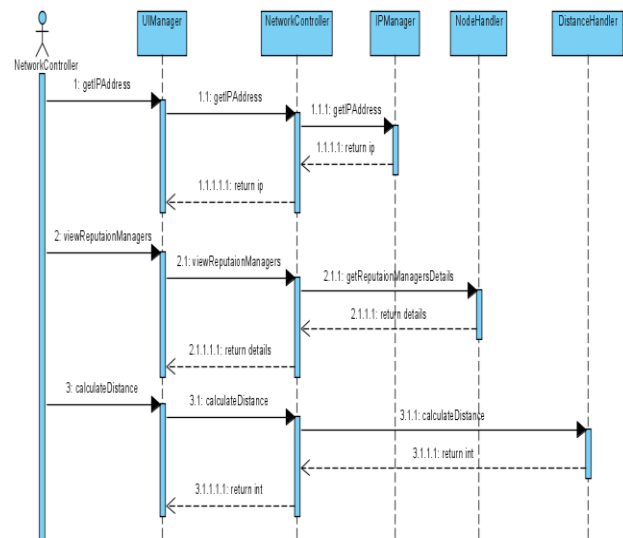 UIManager
NetworkController
IPManager
NodeHandler
DistanceHandler
NetworkController
1: getIPAddress
1.1: getIPAddress
1.1.1: getIPAddress
1.1.1.1: return ip
1.1.1.1.1: return ip
2: viewReputaionManagers
2.1: viewReputaionManagers
2.1.1: getReputaionManagersDetails
2.1.1.1: return details
2.1.1.1.1: return details
3: calculateDistance
3.1: calculateDistance
3.1.1: calculateDistance
3.1.1.1: return int
3.1.1.1.1: return int